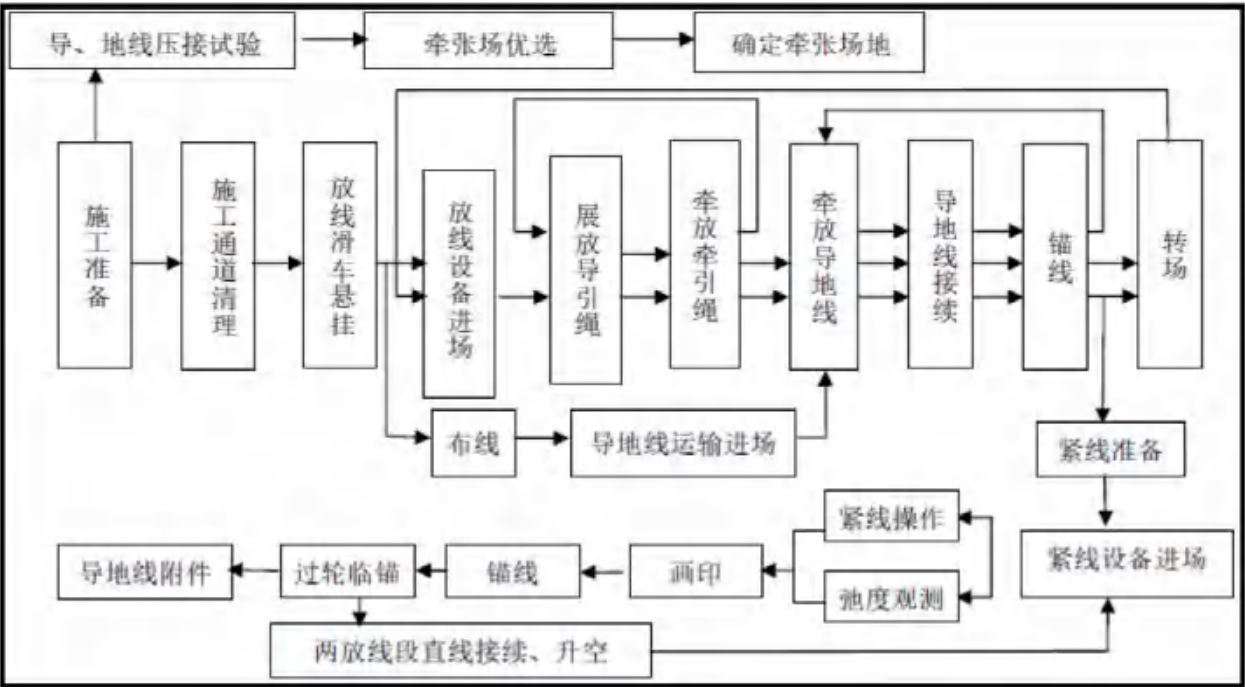 导、地线压接试验
牵张场优选
确定牵张场地
施工准备
施工通道清理
放线滑车悬挂
放线设备进场
展放导引绳
牵放牵引绳
牵放导地线
导地线接续
锚线
转场
布线
导地线运输进场
紧线准备
紧线操作
紧线设备进场
导地线附件
过轮临锚
锚线
画印
弛度观测
两放线段直线接续、升空